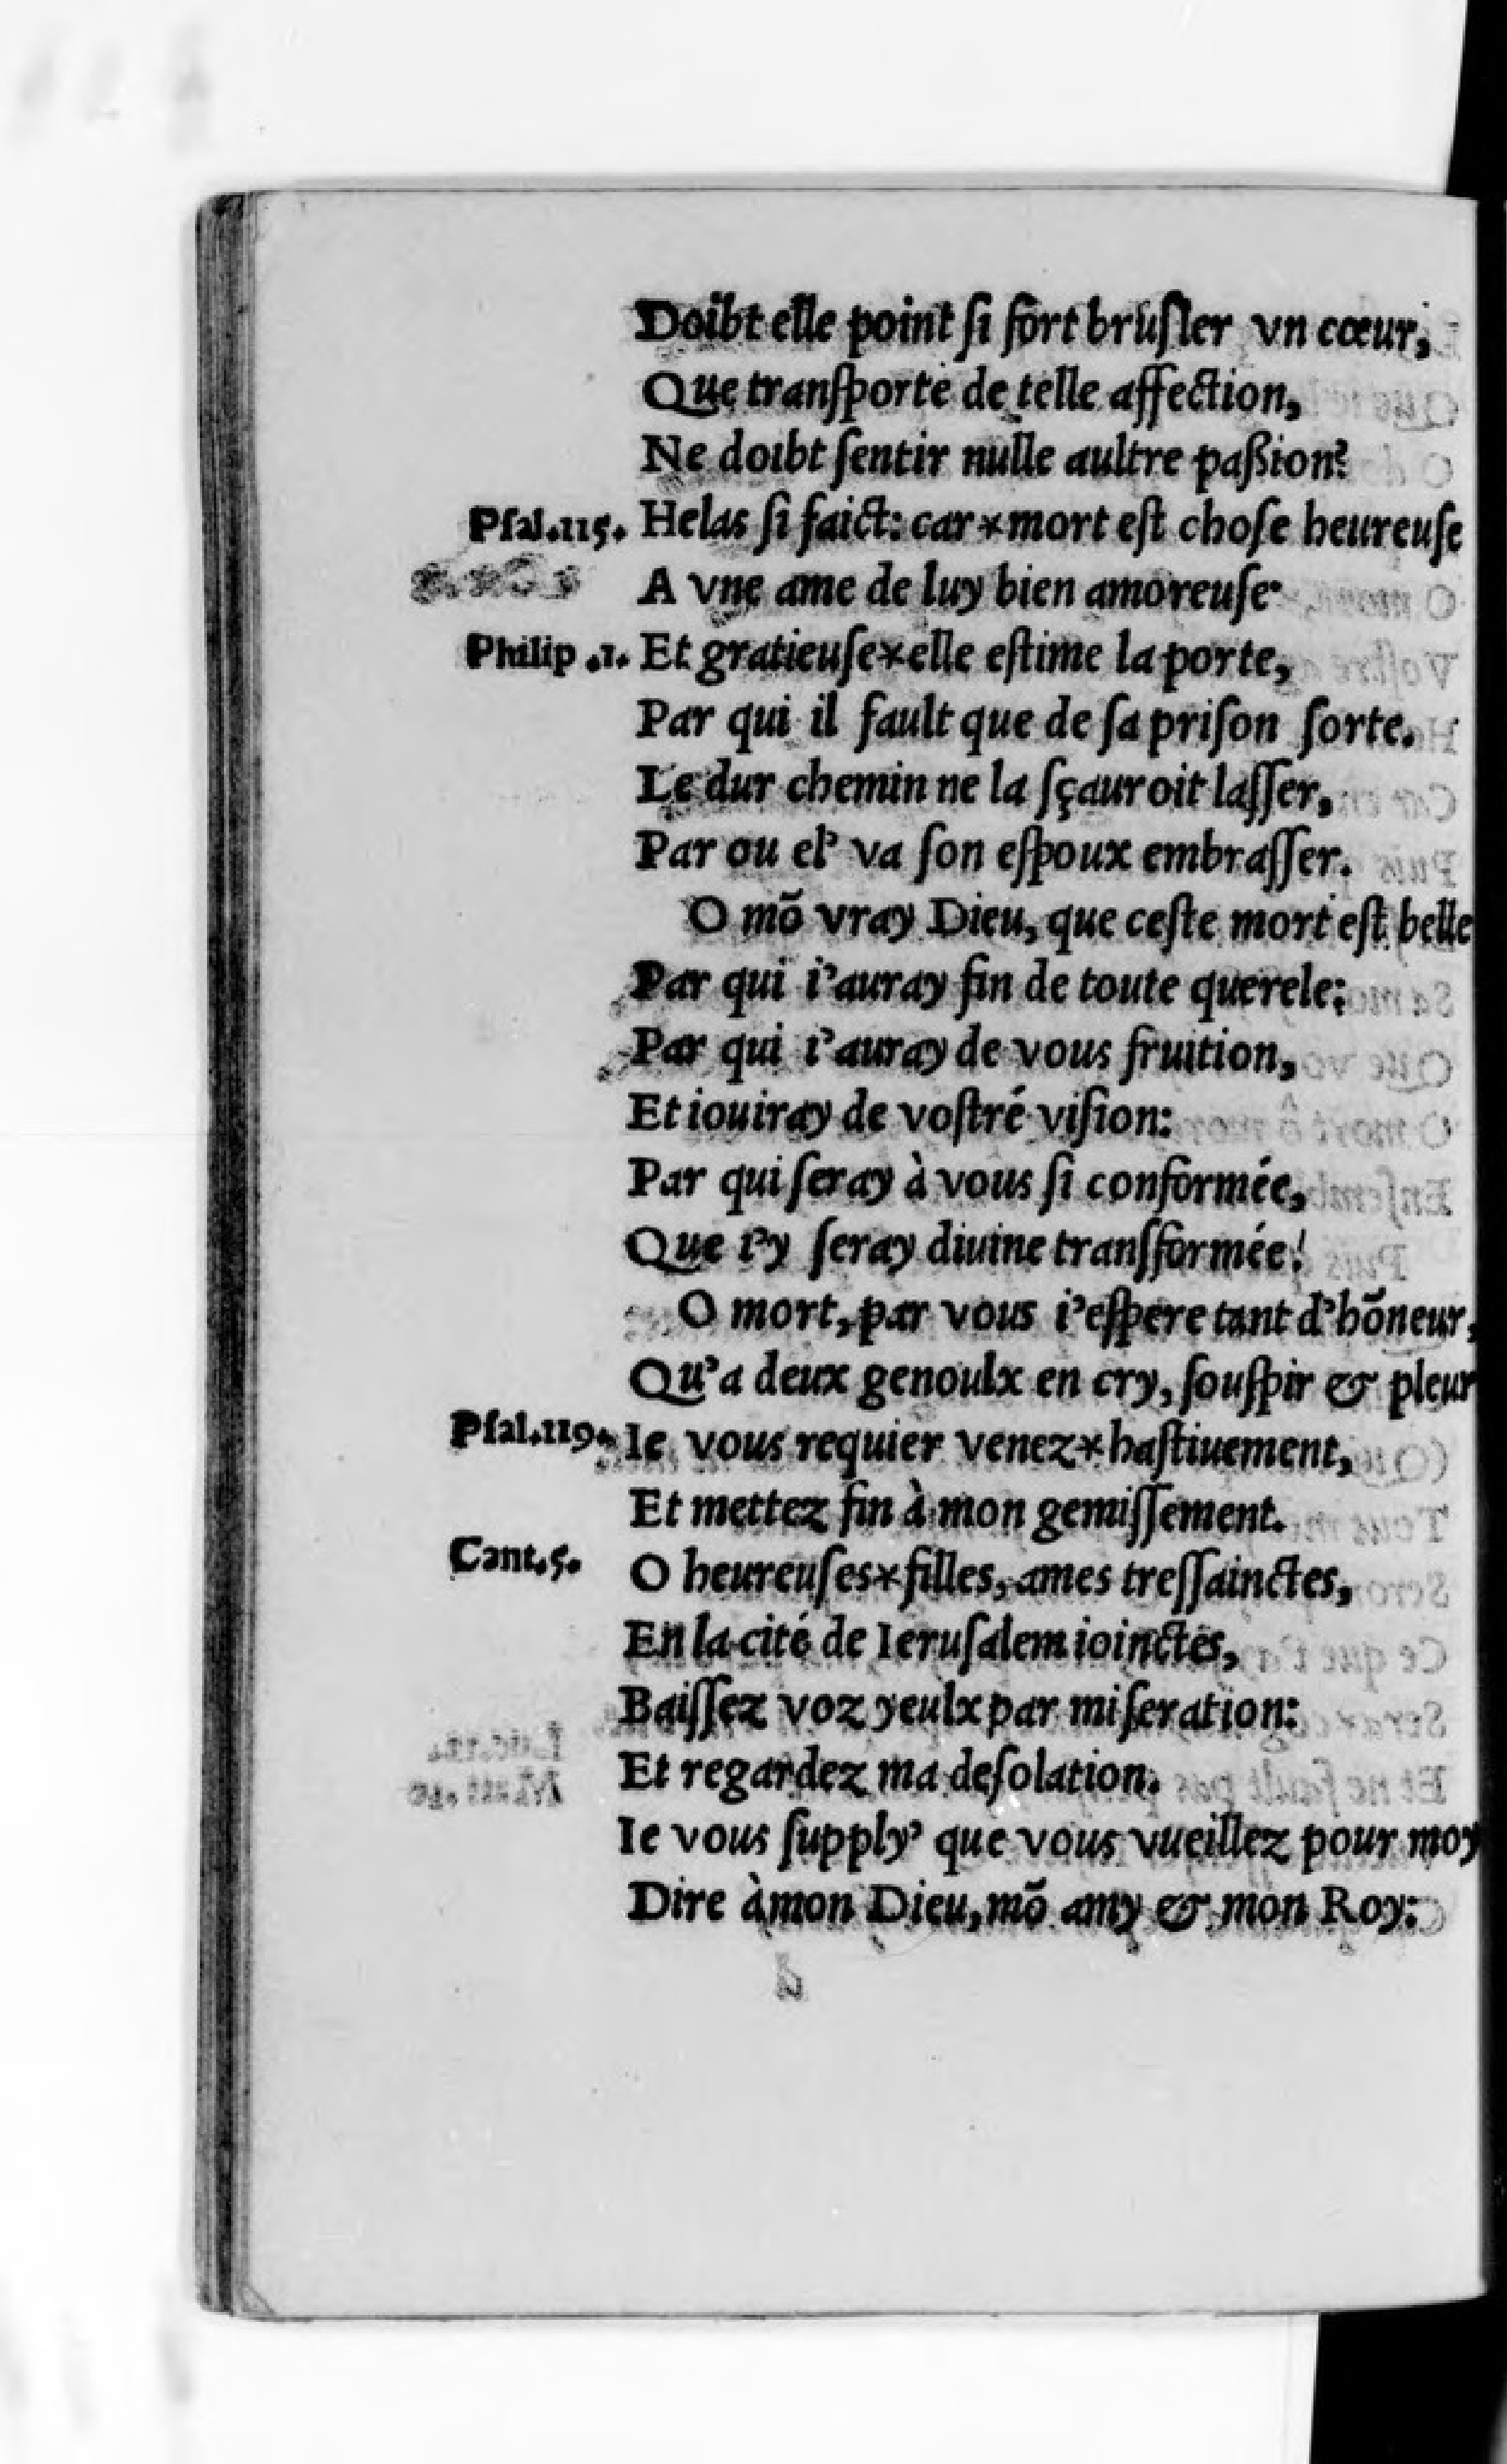 Doibt elle point ſi fort bruſler vn cœur,
Que tranſporte de telle affection,
Ne doibt ſentir nulle aultre paßion?
Pſal.115. Helas ſi faict: car*mort eſt choſe heureuſe
A vne ame de luy bien amoreuſe
Philip .1. Et gratieuſe*elle eſtime la porte,
Par qui il fault que de ſa priſon ſorte.
Le dur chemin ne la ſçauroit laſſer,
Par ou el' va ſon eſpoux embraſſer.
O mõ vray Dieu, que ceſte mort eſt belle
Par qui i'auray fin de toute querele:
Par qui i'auray de vous fruition,
Et iouiray de voſtré viſion:
Par qui ſeray à vous ſi conformée,
Que i'y ſeray diuine tranſformée!
O mort, par vous i'eſpere tant d'hõneur,
Qu'a deux genoulx en cry, ſouſpir & pleur
Pſal.119. Ie vous requier venez*haſtiuement,
Et mettez fin à mon gemiſſement.
Cant.5. O heureuſes*filles, ames treſſainctes,
En la cité de Ieruſalem ioinctes,
Baiſſez voz yeulx par miſeration:
Et regardez ma deſolation.
Ie vous ſupply' que vous vueillez pour moy
Dire à mon Dieu, mõ amy & mon Roy: